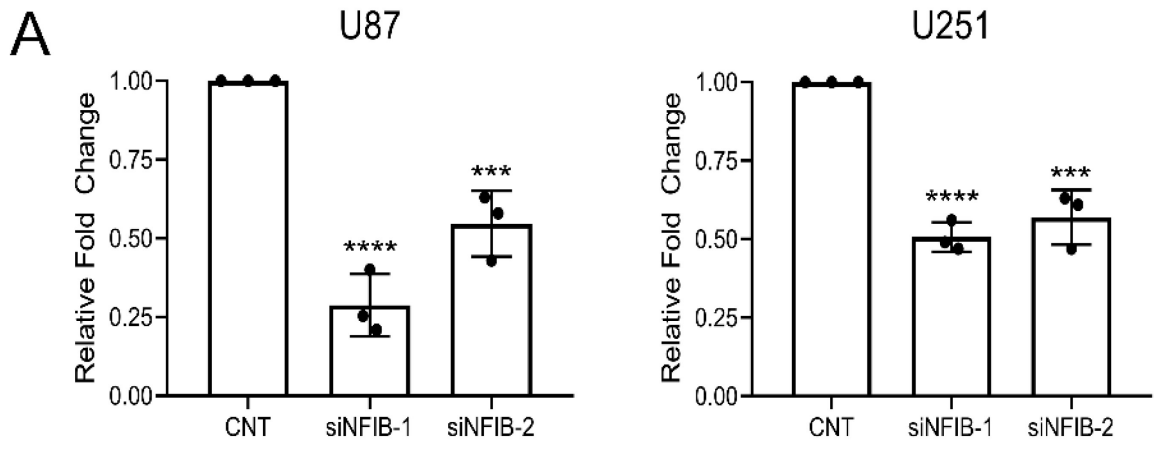 A
U87
Relative Fold Change
1.00
0.75
0.50
0.25
0.00
****
***
CNT siNFIB-1 siNFIB-2
U251
Relative Fold Change
1.00
0.75
0.50
0.25
0.00
****
***
CNT siNFIB-1 siNFIB-2